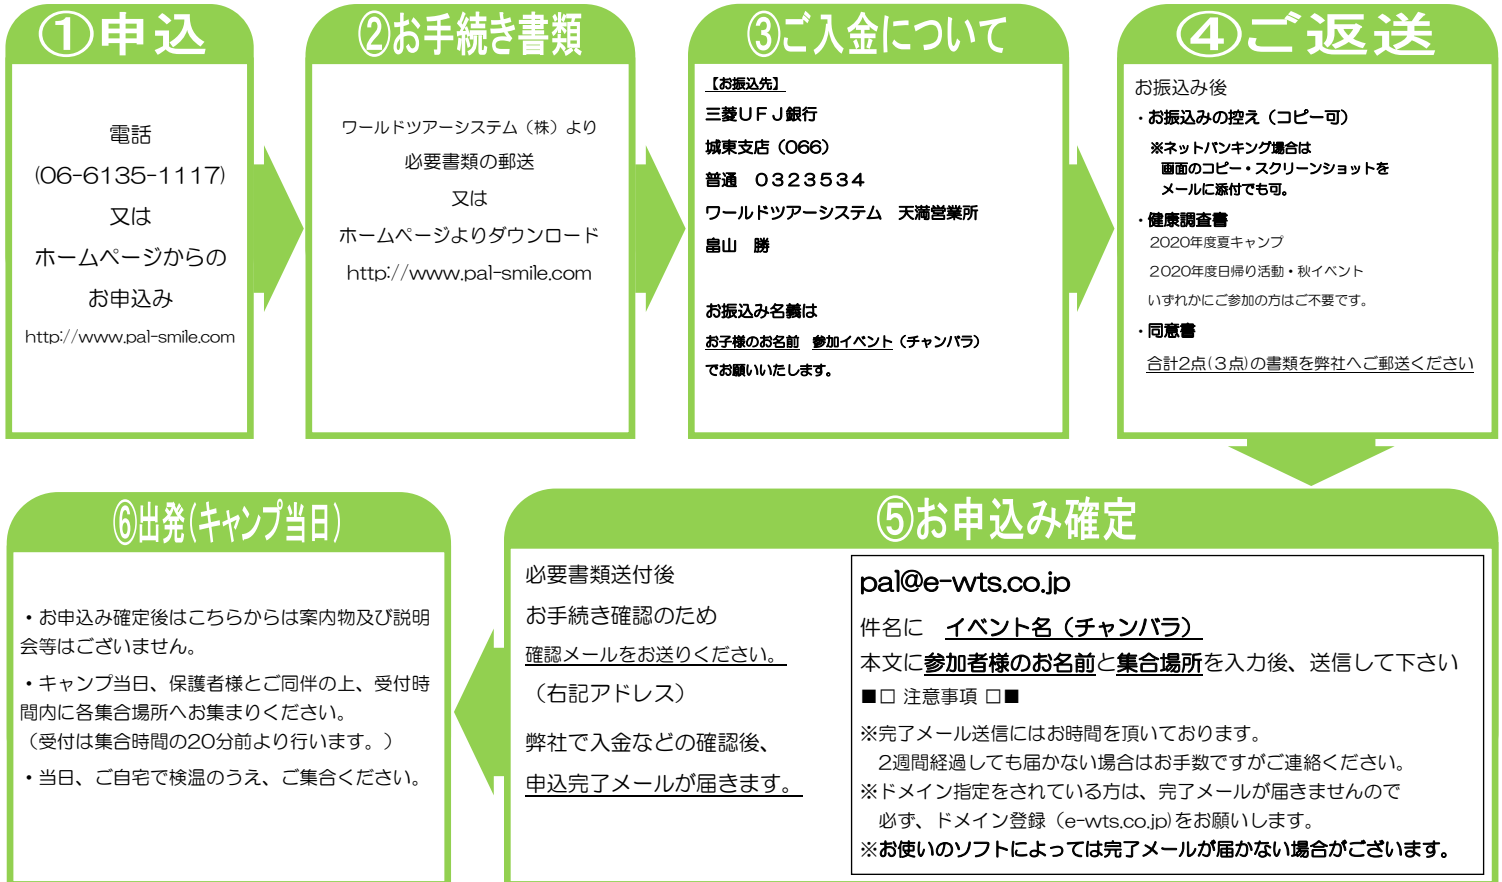 ①申込
電話
(06-6135-1117)
又は
ホームページからの
お申込み
http://www.pal-smile.com
②お手続き書類
ワールドツアーシステム（株）より
必要書類の郵送
又は
ホームページよりダウンロード
http://www.pal-smile.com
③ご入金について
【お振込先】
三菱ＵＦＪ銀行
城東支店（066）
普通　０３２３５３４
ワールドツアーシステム　天満営業所
畠山　勝
お振込み名義は
お子様のお名前　参加イベント（チャンバラ）
でお願いいたします。
④ご返送
お振込み後
・お振込みの控え（コピー可）
※ネットバンキング場合は
画面のコピー・スクリーンショットを
メールに添付でも可。
・健康調査書
2020年度夏キャンプ
2020年度日帰り活動・秋イベント
いずれかにご参加の方はご不要です。
・同意書
合計2点(３点)の書類を弊社へご郵送ください
⑤お申込み確定
必要書類送付後
お手続き確認のため
確認メールをお送りください。
（右記アドレス）
弊社で入金などの確認後、
申込完了メールが届きます。
pal@e-wts.co.jp
件名に　イベント名（チャンバラ）
本文に参加者様のお名前と集合場所を入力後、送信して下さい
■□ 注意事項 □■
※完了メール送信にはお時間を頂いております。
2週間経過しても届かない場合はお手数ですがご連絡ください。
※ドメイン指定をされている方は、完了メールが届きませんので
必ず、ドメイン登録（e-wts.co.jp)をお願いします。
※お使いのソフトによっては完了メールが届かない場合がございます。
⑥出発(キャンプ当日)
・お申込み確定後はこちらからは案内物及び説明
会等はございません。
・キャンプ当日、保護者様とご同伴の上、受付時
間内に各集合場所へお集まりください。
（受付は集合時間の20分前より行います。）
・当日、ご自宅で検温のうえ、ご集合ください。